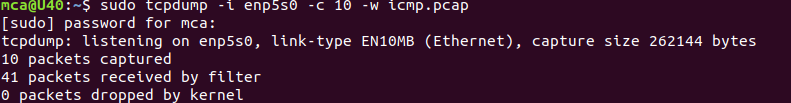 mca@U40:~$ sudo tcpdump -i enp5s0 -c 10 -w icmp.pcap
[sudo] password for mca:
tcpdump: listening on enp5s0, link-type EN10MB (Ethernet), capture size 262144 bytes
10 packets captured
41 packets received by filter
0 packets dropped by kernel